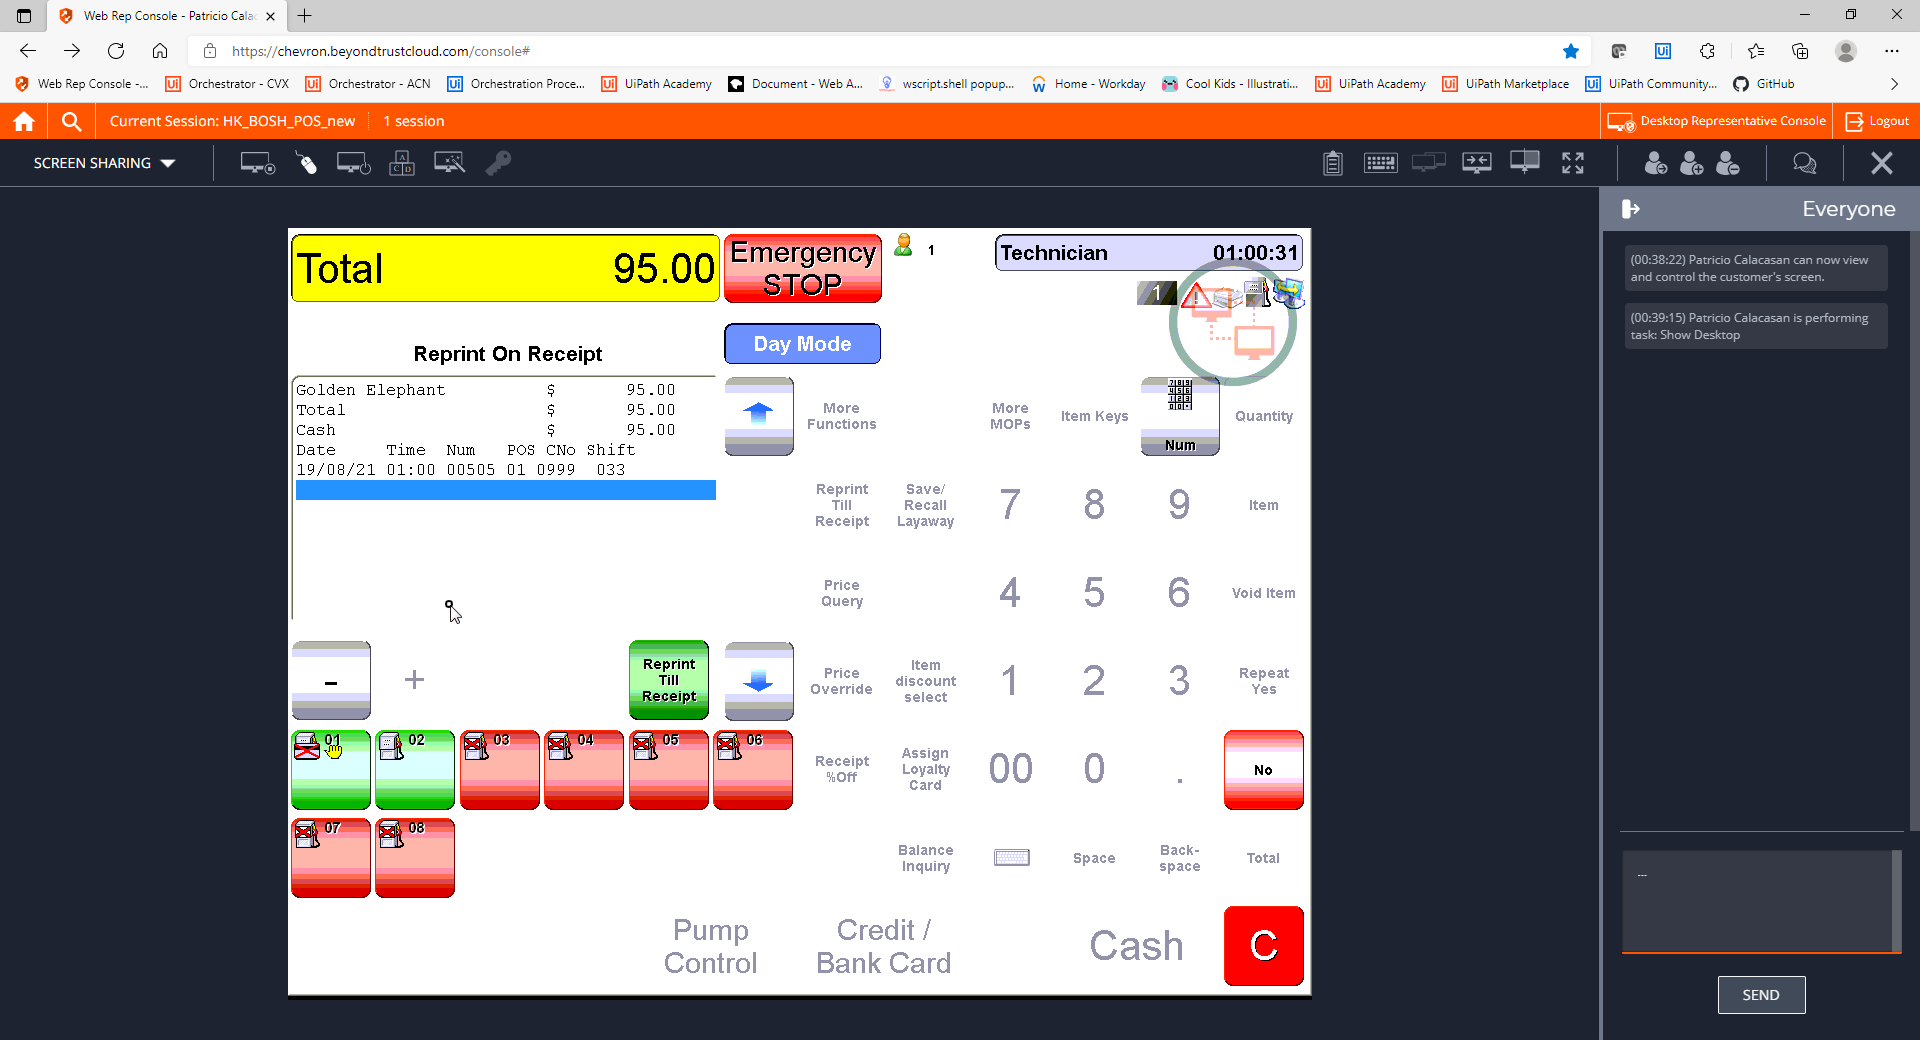 Web Rep Console - Patricio Cala
https://chevron.beyondtrustcloud.com/console#
Web Rep Console -...
Orchestrator - CVX
Orchestrator - ACN
Orchestration Proce...
UiPath Academy
Document - Web A...
wscript.shell popup...
Home - Workday
Cool Kids - Illustrati...
UiPath Academy
UiPath Marketplace
UiPath Community...
GitHub
Current Session: HK_BOSH_POS_new
1 session
Desktop Representative Console
Logout
SCREEN SHARING
Everyone
(00:38:22) Patricio Calacasan can now view
and control the customer's screen.
(00:39:15) Patricio Calacasan is performing
task: Show Desktop
Total 95.00
Emergency
STOP
1
Technician 01:00:31
1
Day Mode
Reprint On Receipt
Golden Elephant $ 95.00
Total $ 95.00
Cash $ 95.00
Date Time Num POS CNo Shift
19/08/21 01:00 00505 01 0999 033
More
Functions
More
MOPs
Item Keys
Num
Quantity
Reprint
Till
Receipt
Save/
Recall
Layaway
7
8
9
Item
Price
Query
4
5
6
Void Item
-
+
Reprint
Till
Receipt
Price
Override
Item
discount
select
1
2
3
Repeat
Yes
01
02
03
04
05
06
Receipt
%Off
Assign
Loyalty
Card
00
0
.
No
07
08
Balance
Inquiry
Space
Back-
space
Total
Pump
Control
Credit /
Bank Card
Cash
C
...
SEND